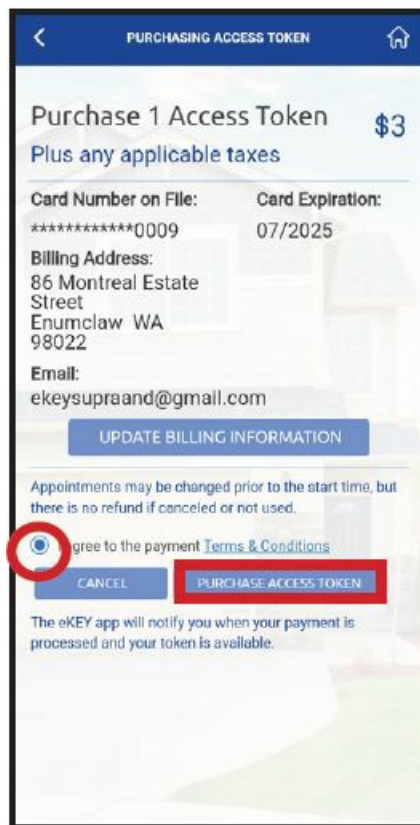 PURCHASING ACCESS TOKEN
Purchase 1 Access Token $3
Plus any applicable taxes
Card Number on File: Card Expiration:
************0009 07/2025
Billing Address:
86 Montreal Estate
Street
Enumclaw WA
98022
Email:
ekeysupraand@gmail.com
UPDATE BILLING INFORMATION
Appointments may be changed prior to the start time, but
there is no refund if canceled or not used.
I agree to the payment Terms & Conditions
CANCEL PURCHASE ACCESS TOKEN
The eKEY app will notify you when your payment is
processed and your token is available.